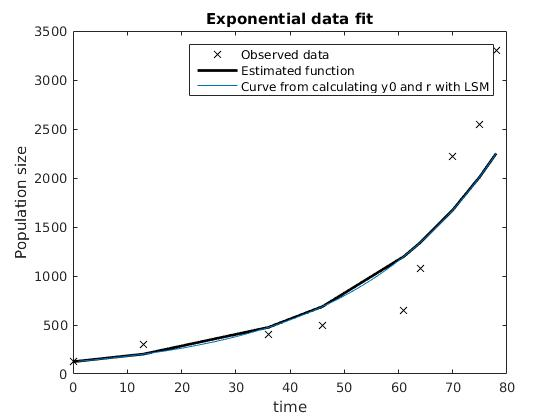 Exponential data fit
3500
3000
2500
2000
1500
1000
500
0
Population size
Observed data
Estimated function
Curve from calculating y0 and r with LSM
0 10 20 30 40 50 60 70 80
time